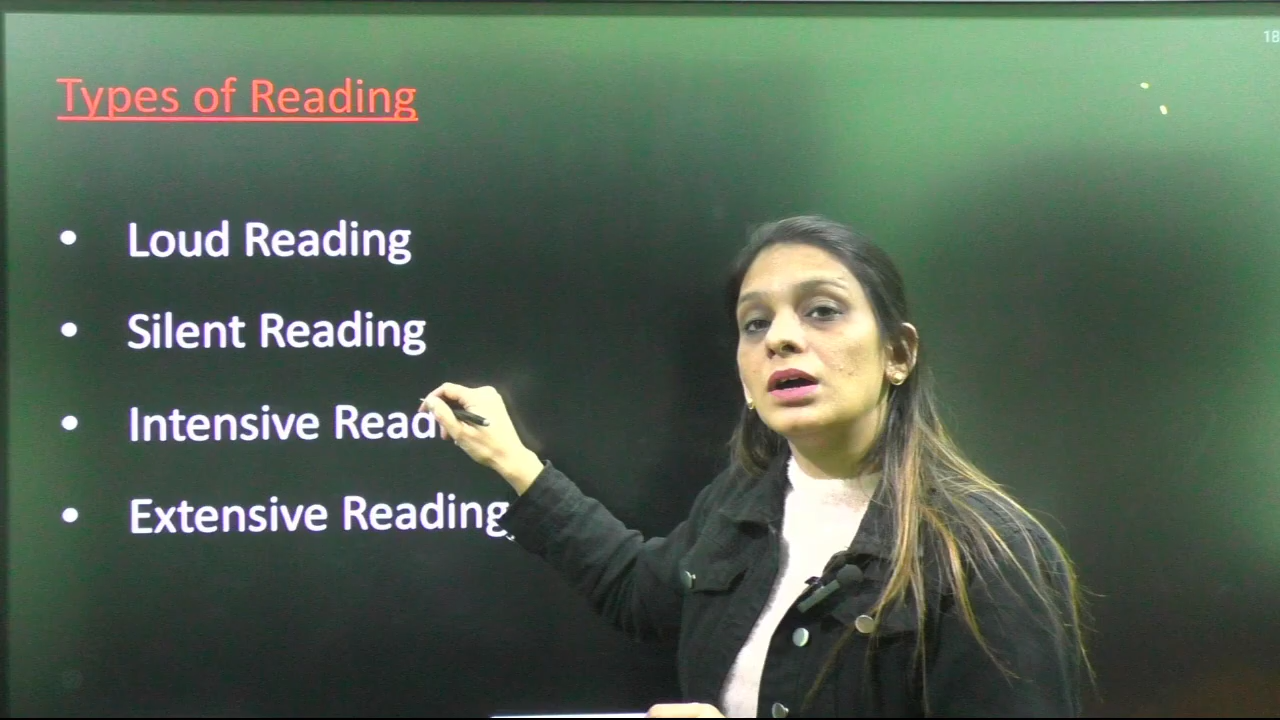 18
Types of Reading
• Loud Reading
• Silent Reading
• Intensive Read
• Extensive Reading